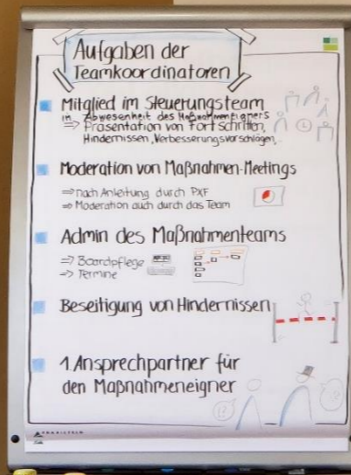 Aufgaben der
Teamkoordinatoren
Mitglied im Steuerungsteam
in Abwesenheit des Maßnahmeneigners
⇒ Präsentation von Fortschritten,
Hindernissen, Verbesserungsvorschlägen,..
Moderation von Maßnahmen-Meetings
⇒ nach Anleitung durch PXF
⇒ Moderation auch durch das Team
Admin des Maßnahmenteams
⇒ Boardpflege
⇒ Termine
Beseitigung von Hindernissen
1. Ansprechpartner für
den Maßnahmeneigner
PRAXISFELD